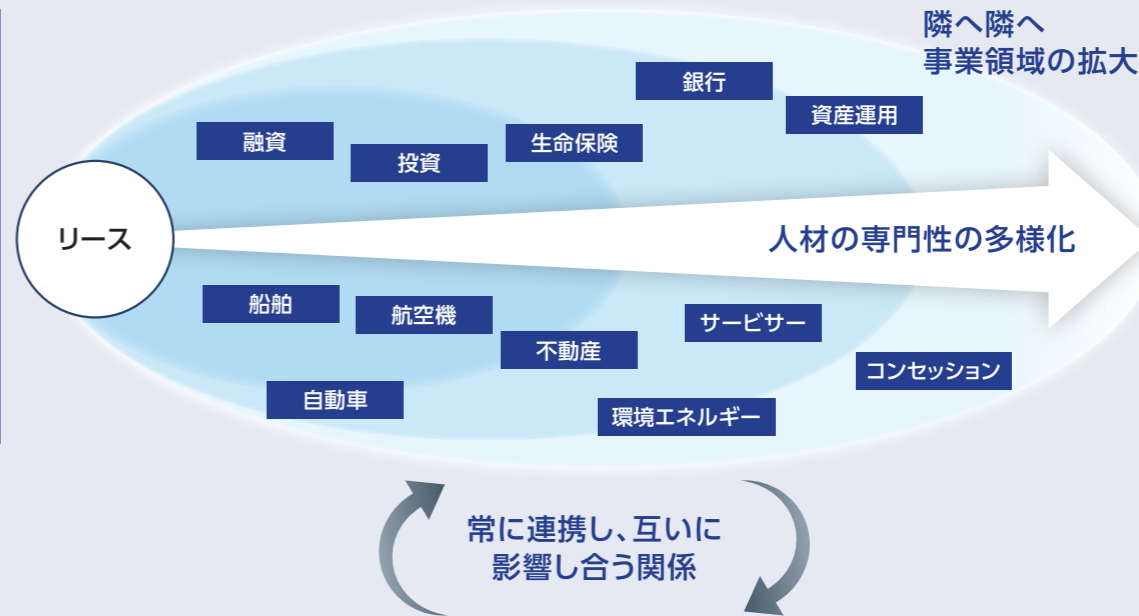 隣へ隣へ
事業領域の拡大
銀行
資産運用
融資
投資
生命保険
リース
人材の専門性の多様化
船舶
航空機
不動産
サービサー
コンセッション
自動車
環境エネルギー
常に連携し、互いに
影響し合う関係